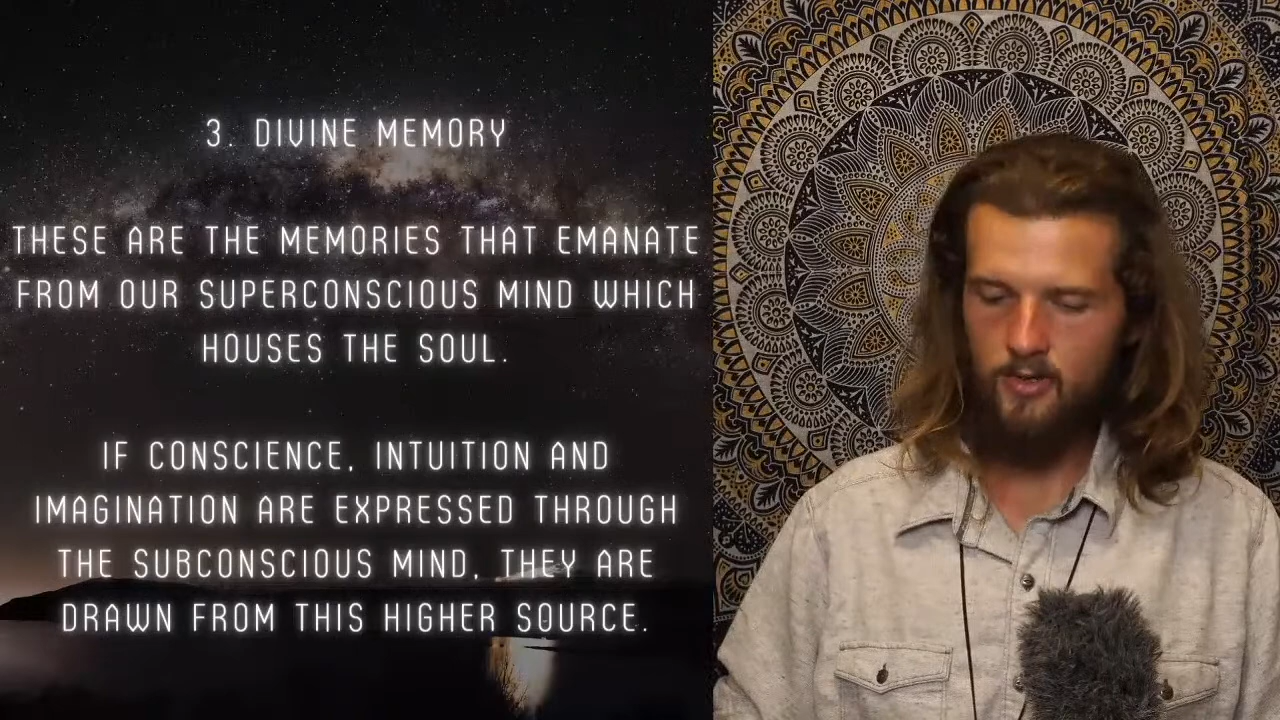 3. DIVINE MEMORY
THESE ARE THE MEMORIES THAT EMANATE
FROM OUR SUPERCONSCIOUS MIND WHICH
HOUSES THE SOUL.
IF CONSCIENCE, INTUITION AND
IMAGINATION ARE EXPRESSED THROUGH
THE SUBCONSCIOUS MIND, THEY ARE
DRAWN FROM THIS HIGHER SOURCE.